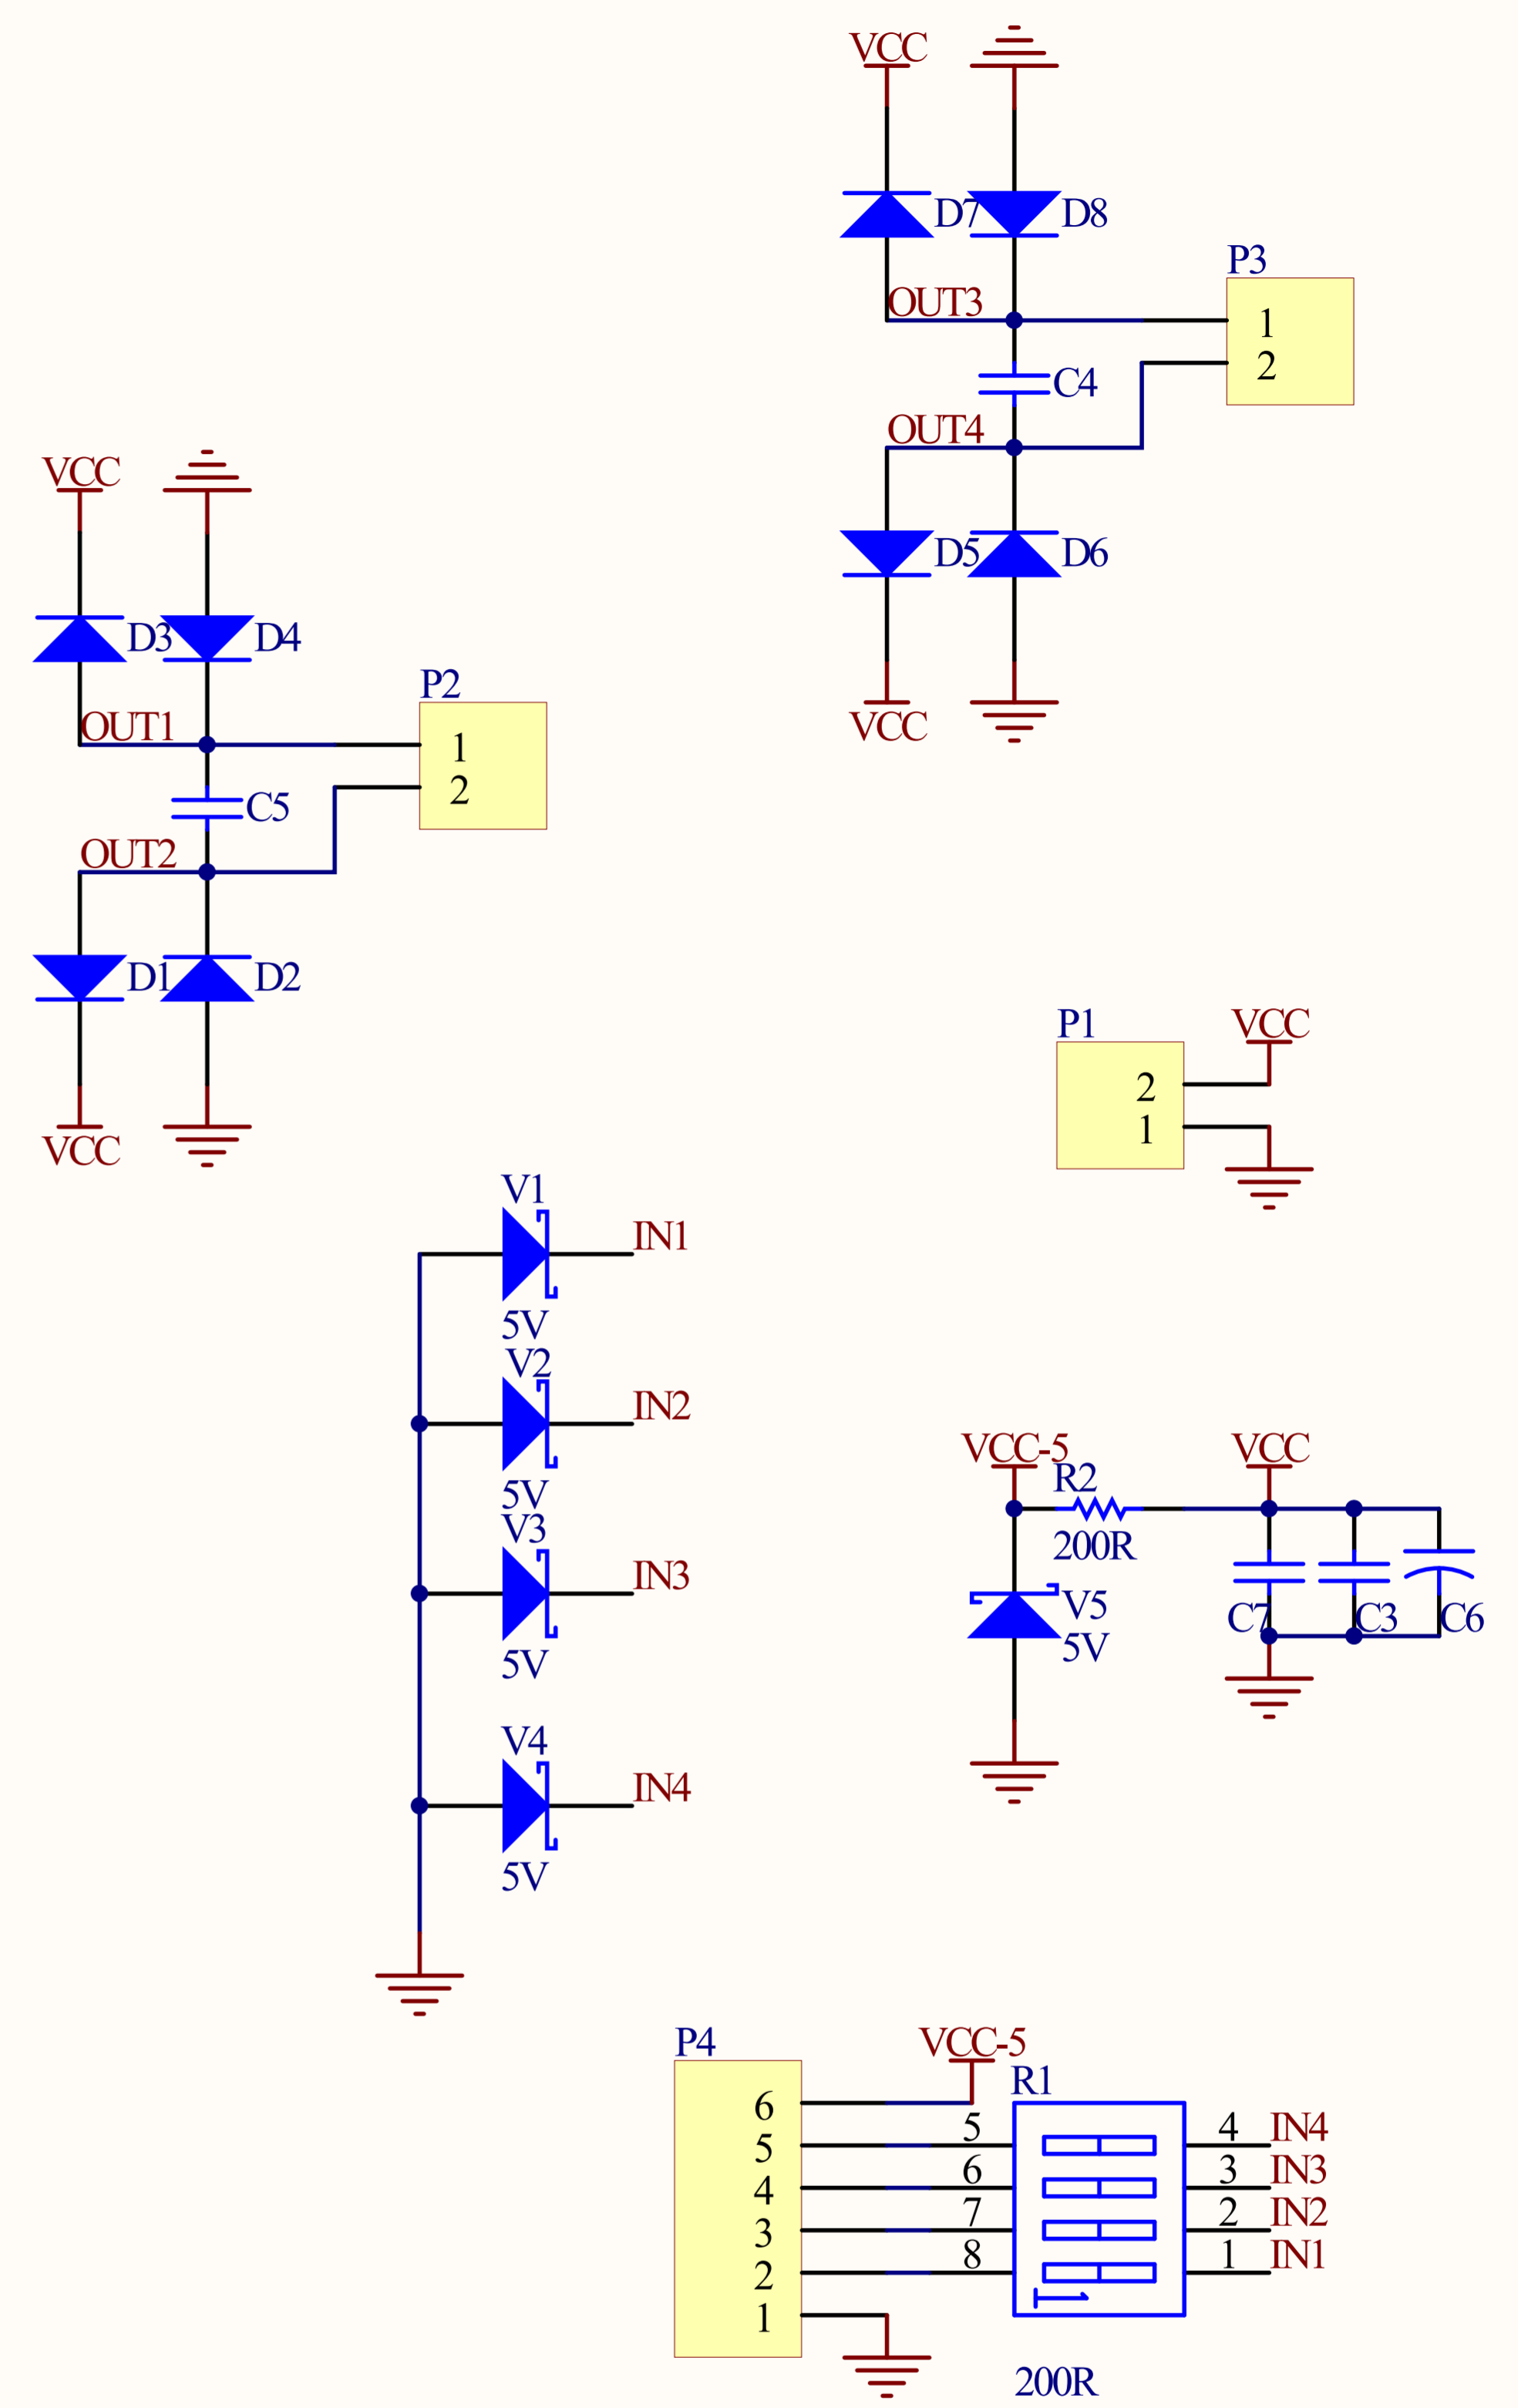 VCC
D7
D8
OUT3
P3
1
2
C4
OUT4
D5
D6
VCC
VCC
D3
D4
OUT1
P2
1
2
C5
OUT2
D1
D2
VCC
P1
2
1
VCC
V1
IN1
5V
V2
IN2
5V
V3
IN3
5V
V4
IN4
5V
VCC-5
R2
200R
VCC
V5
5V
C7
C3
C6
P4
VCC-5
R1
6
5 5 4 IN4
4 6 3 IN3
3 7 2 IN2
2 8 1 IN1
1
1
200R